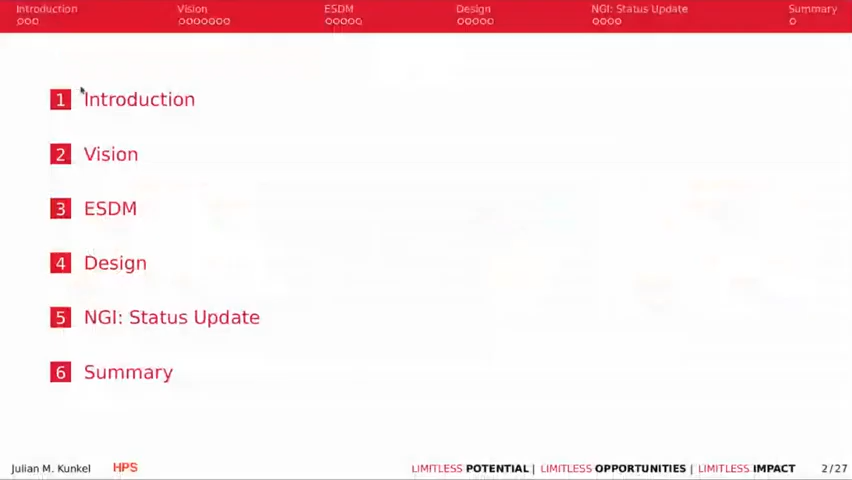 Introduction Vision ESDM Design NGI: Status Update Summary
1 Introduction
2 Vision
3 ESDM
4 Design
5 NGI: Status Update
6 Summary
Julian M. Kunkel HPS LIMITLESS POTENTIAL | LIMITLESS OPPORTUNITIES | LIMITLESS IMPACT 2/27